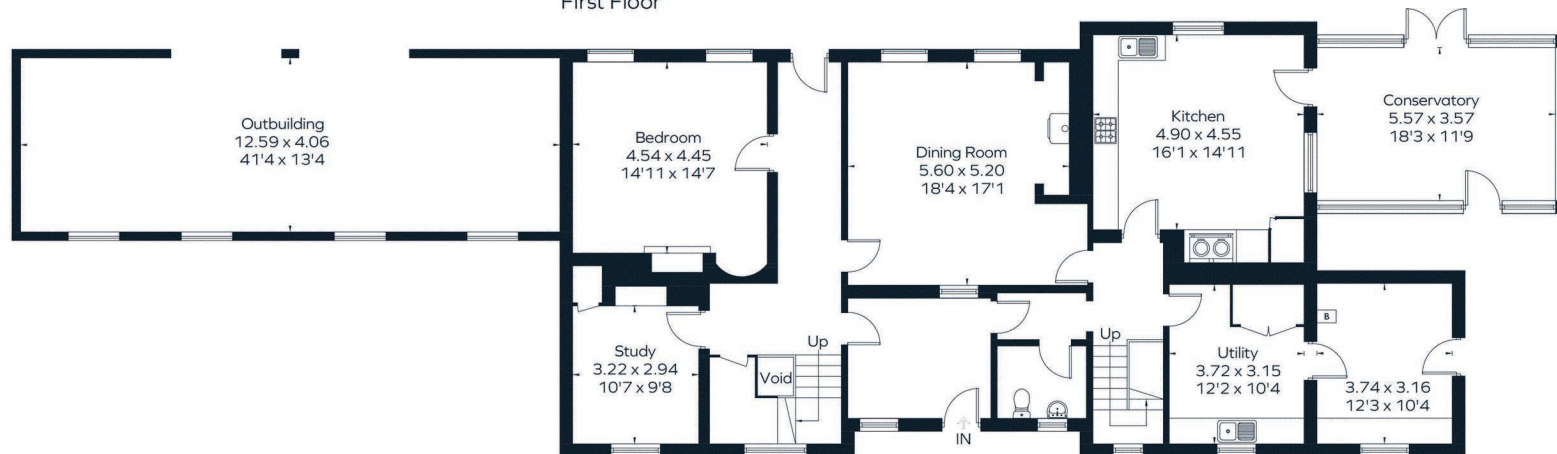 First Floor
Outbuilding
12.59 x 4.06
41'4 x 13'4
Bedroom
4.54 x 4.45
14'11 x 14'7
Dining Room
5.60 x 5.20
18'4 x 17'1
Kitchen
4.90 x 4.55
16'1 x 14'11
Conservatory
5.57 x 3.57
18'3 x 11'9
Study
3.22 x 2.94
10'7 x 9'8
Up
Void
IN
Up
Utility
3.72 x 3.15
12'2 x 10'4
B
3.74 x 3.16
12'3 x 10'4